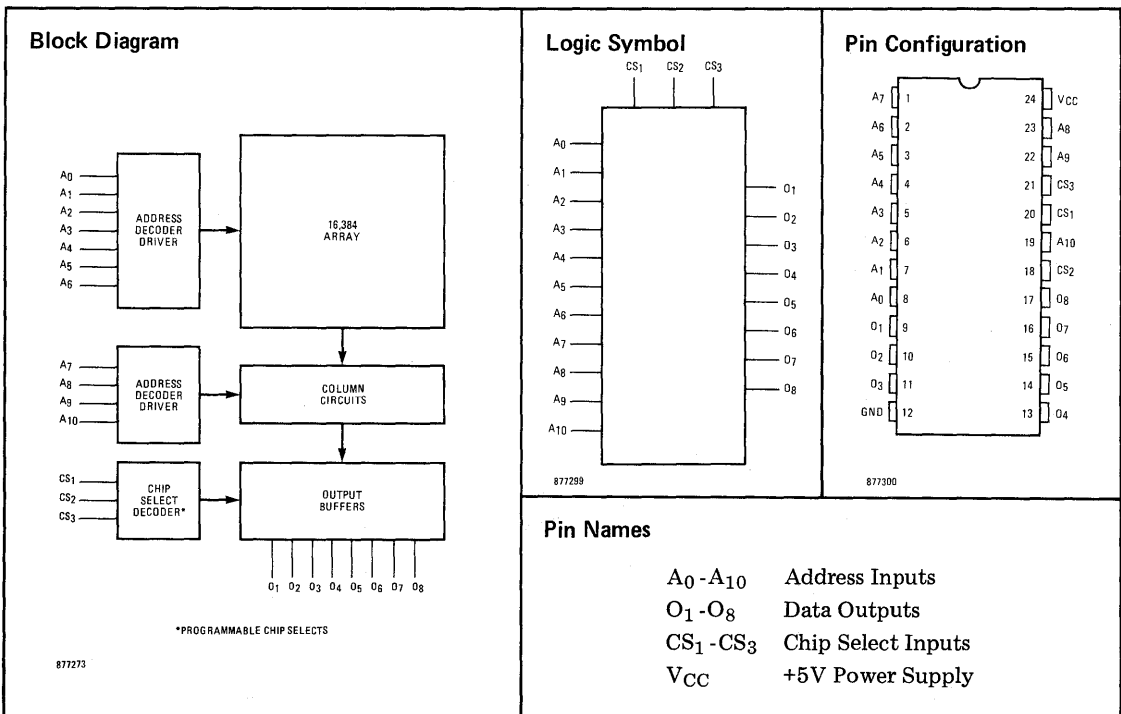 Block Diagram
A0
A1
A2
A3
A4
A5
A6
ADDRESS
DECODER
DRIVER
16,384
ARRAY
A7
A8
A9
A10
ADDRESS
DECODER
DRIVER
COLUMN
CIRCUITS
CS1
CS2
CS3
CHIP
SELECT
DECODER*
OUTPUT
BUFFERS
O1 O2 O3 O4 O5 O6 O7 O8
*PROGRAMMABLE CHIP SELECTS
877273
Logic Symbol
CS1 CS2 CS3
A0
A1
A2
A3
A4
A5
A6
A7
A8
A9
A10
O1
O2
O3
O4
O5
O6
O7
O8
877299
Pin Configuration
A7 1 24 VCC
A6 2 23 A8
A5 3 22 A9
A4 4 21 CS3
A3 5 20 CS1
A2 6 19 A10
A1 7 18 CS2
A0 8 17 O8
O1 9 16 O7
O2 10 15 O6
O3 11 14 O5
GND 12 13 O4
877300
Pin Names
A0-A10 Address Inputs
O1-O8 Data Outputs
CS1-CS3 Chip Select Inputs
VCC +5V Power Supply